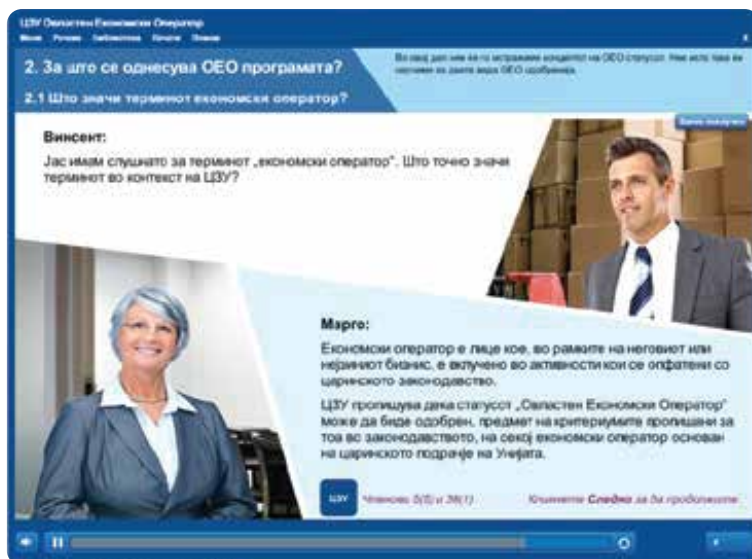 ЦЗУ Овластен Економски Оператор
2. За што се однесува ОЕО програмата?
2.1 Што значи терминот економски оператор?
Винсент:
Јас имам слушнато за терминот „економски оператор“. Што точно значи
терминот во контекст на ЦЗУ?
Марго:
Економски оператор е лице кое, во рамките на неговиот или
нејзиниот бизнис, е вклучено во активности кои се опфатени со
царинското законодавство.
ЦЗУ пропишува дека статусот „Овластен Економски Оператор“
може да биде одобрен, предмет на критериумите пропишани за
тоа во законодавството, на секој економски оператор основан
на царинското подрачје на Унијата.
ЦЗУ
Членови 5(5) и 38(1)
Кликнете Следно за да продолжите